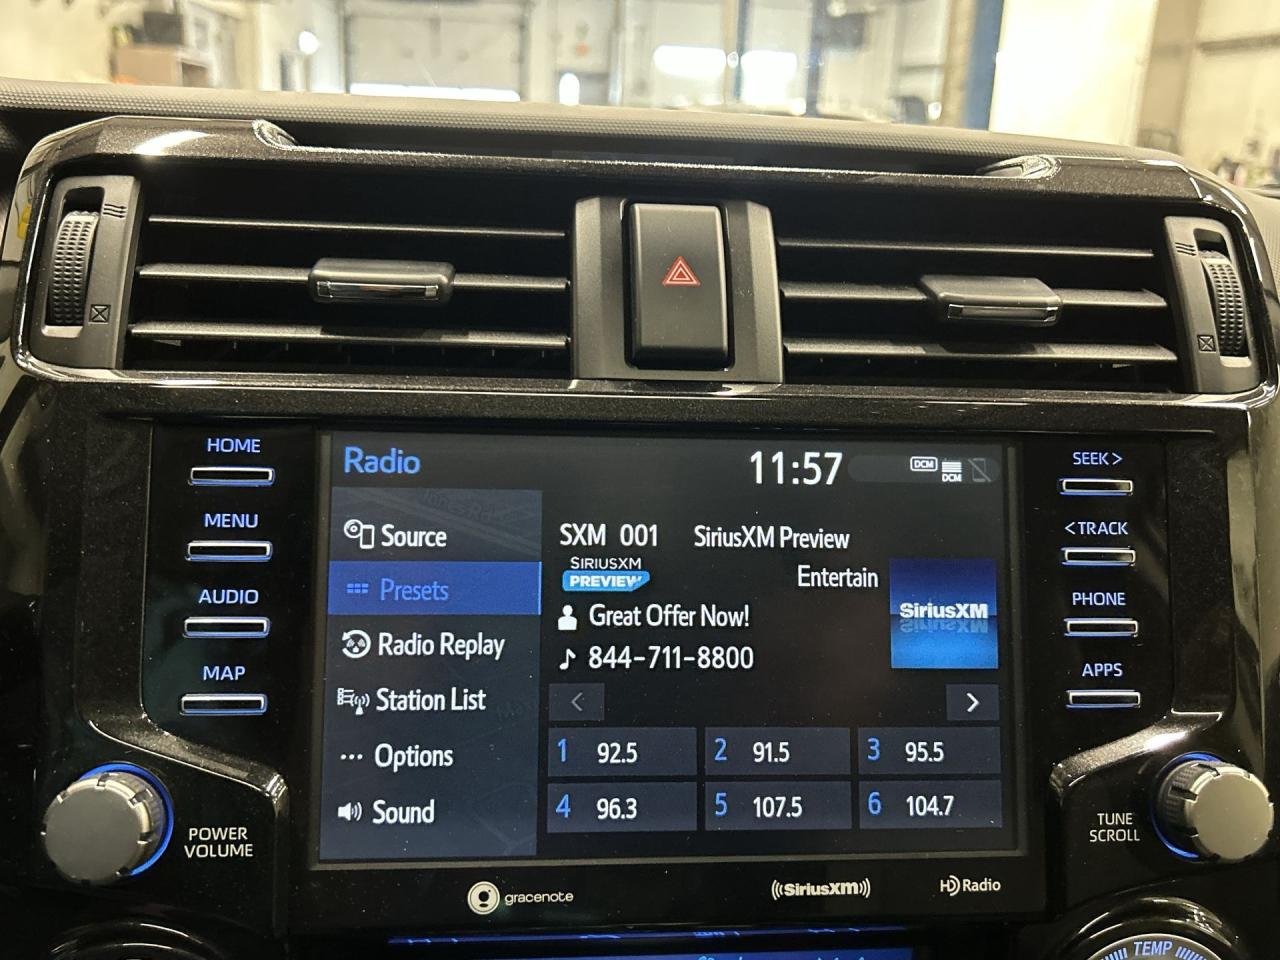 HOME
MENU
AUDIO
MAP
POWER
VOLUME
Radio
11:57
DCM
DCM
Source
Presets
Radio Replay
Station List
Options
Sound
SXM 001 SiriusXM Preview
SIRIUSXM
PREVIEW
Entertain
SiriusXM
Great Offer Now!
844-711-8800
< >
1 92.5 2 91.5 3 95.5
4 96.3 5 107.5 6 104.7
SEEK >
< TRACK
PHONE
APPS
TUNE
SCROLL
gracenote
((SiriusXM))
HD Radio
TEMP